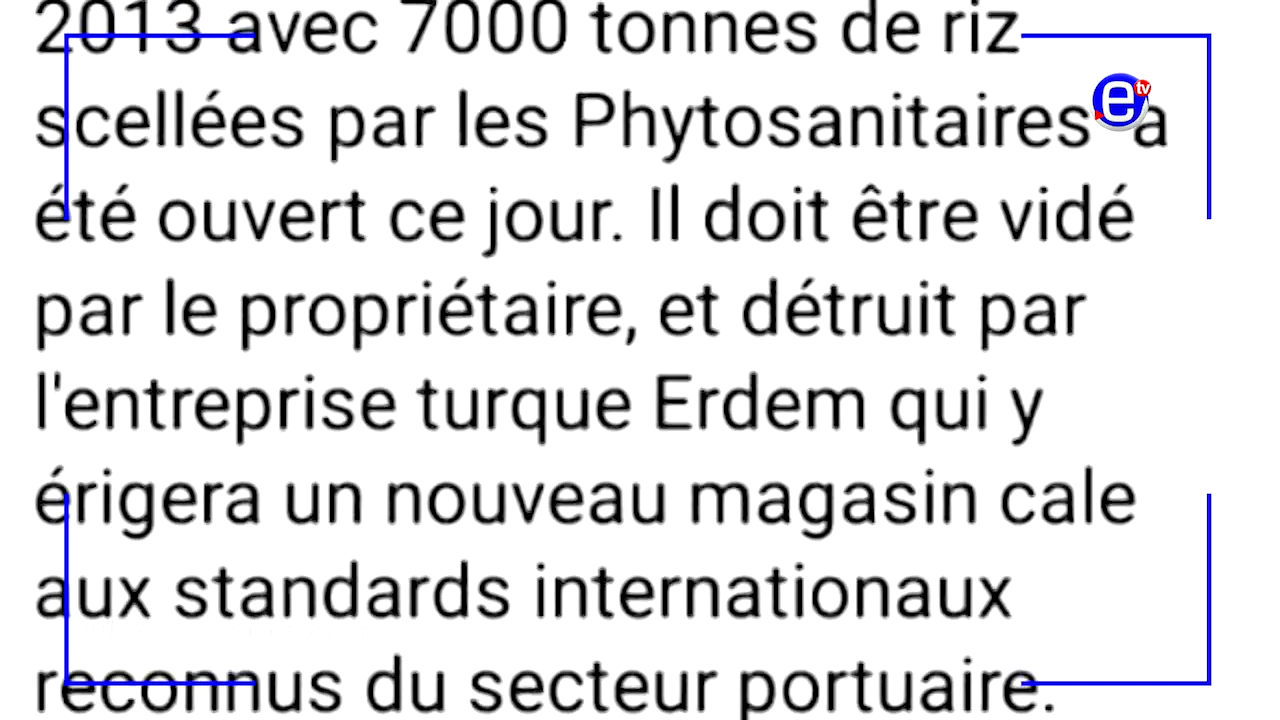 2013 avec 7000 tonnes de riz
scellées par les Phytosanitaires a
été ouvert ce jour. Il doit être vidé
par le propriétaire, et détruit par
l'entreprise turque Erdem qui y
érigera un nouveau magasin cale
aux standards internationaux
reconnus du secteur portuaire.
e tv